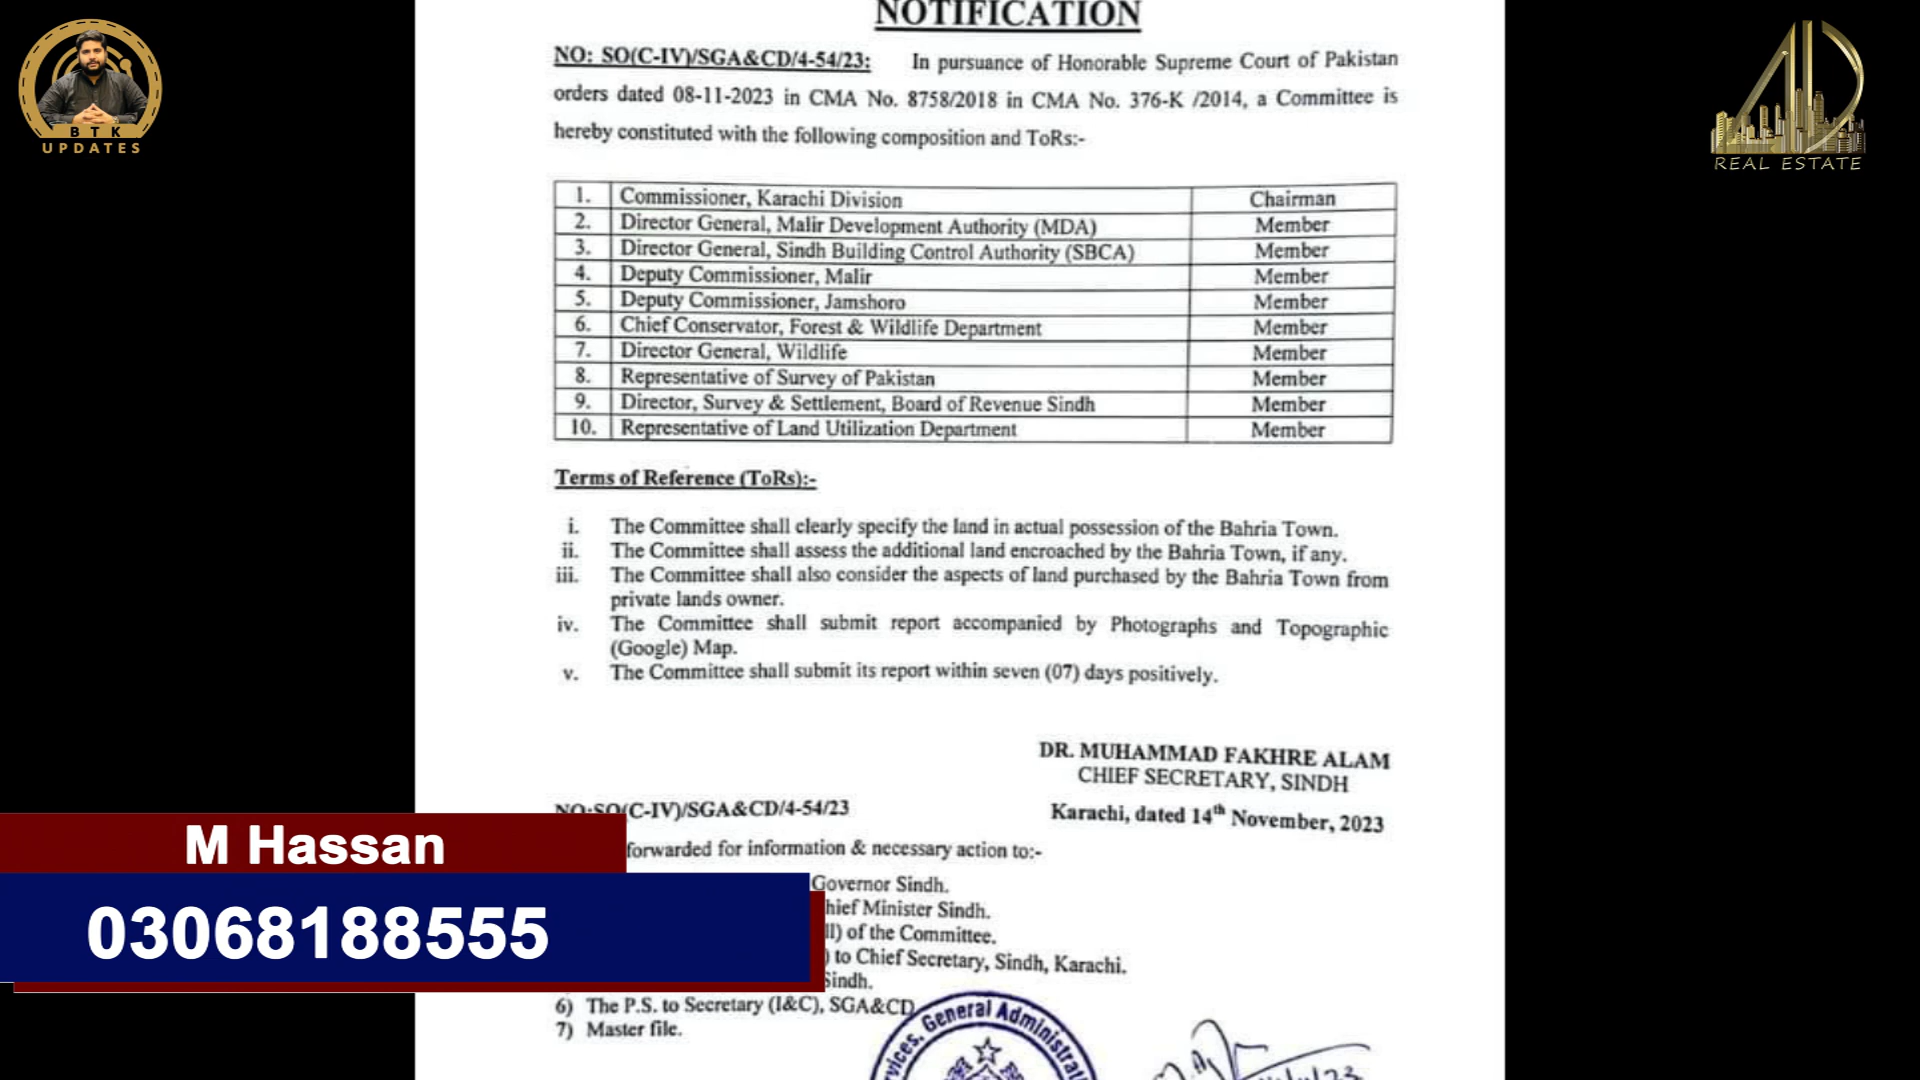 NOTIFICATION
NO: SO(C-IV)/SGA&CD/4-54/23: In pursuance of Honorable Supreme Court of Pakistan
orders dated 08-11-2023 in CMA No. 8758/2018 in CMA No. 376-K /2014, a Committee is
hereby constituted with the following composition and ToRs:-
1. Commissioner, Karachi Division Chairman
2. Director General, Malir Development Authority (MDA) Member
3. Director General, Sindh Building Control Authority (SBCA) Member
4. Deputy Commissioner, Malir Member
5. Deputy Commissioner, Jamshoro Member
6. Chief Conservator, Forest & Wildlife Department Member
7. Director General, Wildlife Member
8. Representative of Survey of Pakistan Member
9. Director, Survey & Settlement, Board of Revenue Sindh Member
10. Representative of Land Utilization Department Member
Terms of Reference (ToRs):-
i. The Committee shall clearly specify the land in actual possession of the Bahria Town.
ii. The Committee shall assess the additional land encroached by the Bahria Town, if any.
iii. The Committee shall also consider the aspects of land purchased by the Bahria Town from
private lands owner.
iv. The Committee shall submit report accompanied by Photographs and Topographic
(Google) Map.
v. The Committee shall submit its report within seven (07) days positively.
DR. MUHAMMAD FAKHRE ALAM
CHIEF SECRETARY, SINDH
NO:SO(C-IV)/SGA&CD/4-54/23 Karachi, dated 14th November, 2023
forwarded for information & necessary action to:-
Governor Sindh.
hief Minister Sindh.
ll) of the Committee.
) to Chief Secretary, Sindh, Karachi.
Sindh.
6) The P.S. to Secretary (I&C), SGA&CD
7) Master file.
vices, General Administrati
BTK
UPDATES
REAL ESTATE
M Hassan
03068188555